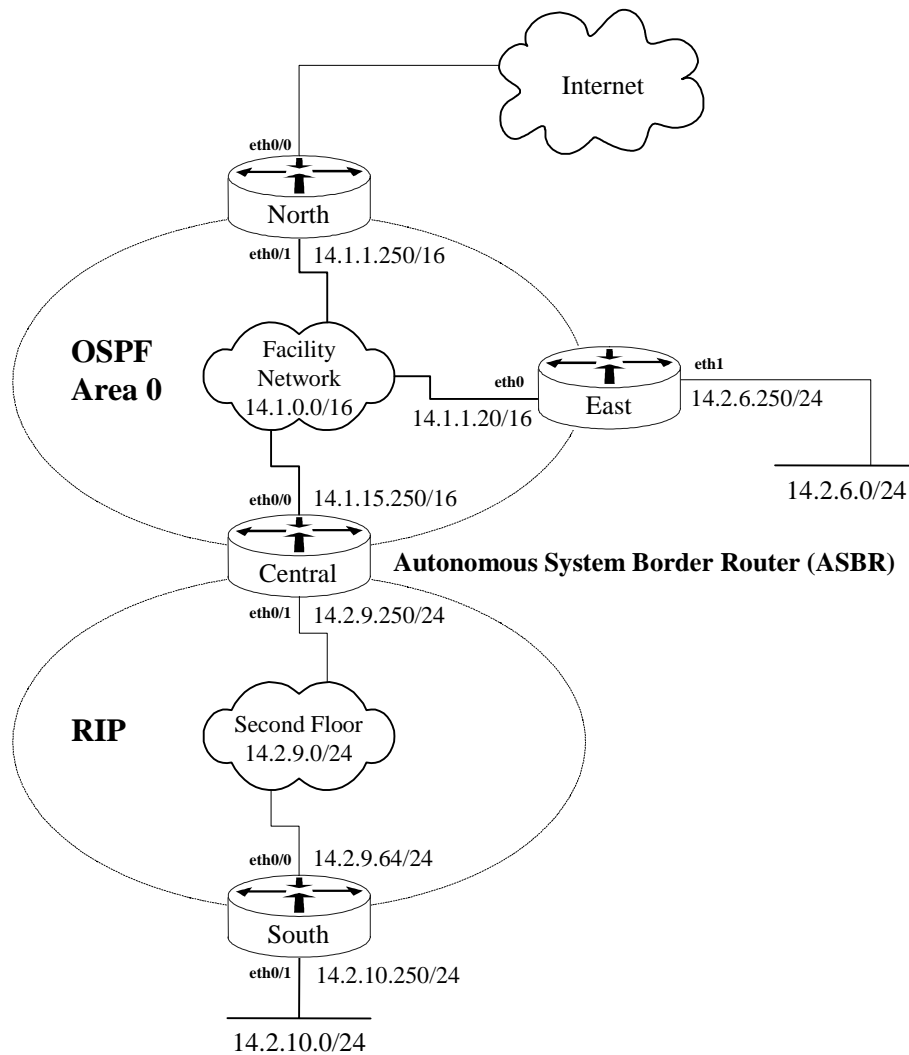 Internet
eth0/0
North
eth0/1
14.1.1.250/16
OSPF
Area 0
Facility
Network
14.1.0.0/16
eth0
14.1.1.20/16
East
eth1
14.2.6.250/24
14.2.6.0/24
eth0/0
14.1.15.250/16
Central
Autonomous System Border Router (ASBR)
eth0/1
14.2.9.250/24
RIP
Second Floor
14.2.9.0/24
eth0/0
14.2.9.64/24
South
eth0/1
14.2.10.250/24
14.2.10.0/24